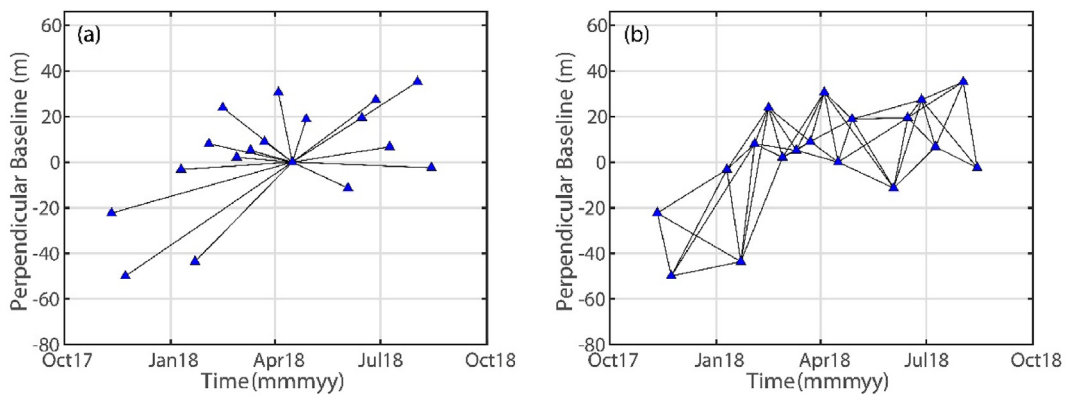 (a)
Perpendicular Baseline (m)
60
40
20
0
-20
-40
-60
-80
Oct17 Jan18 Apr18 Jul18 Oct18
Time(mmmyy)
(b)
Perpendicular Baseline (m)
60
40
20
0
-20
-40
-60
-80
Oct17 Jan18 Apr18 Jul18 Oct18
Time(mmmyy)